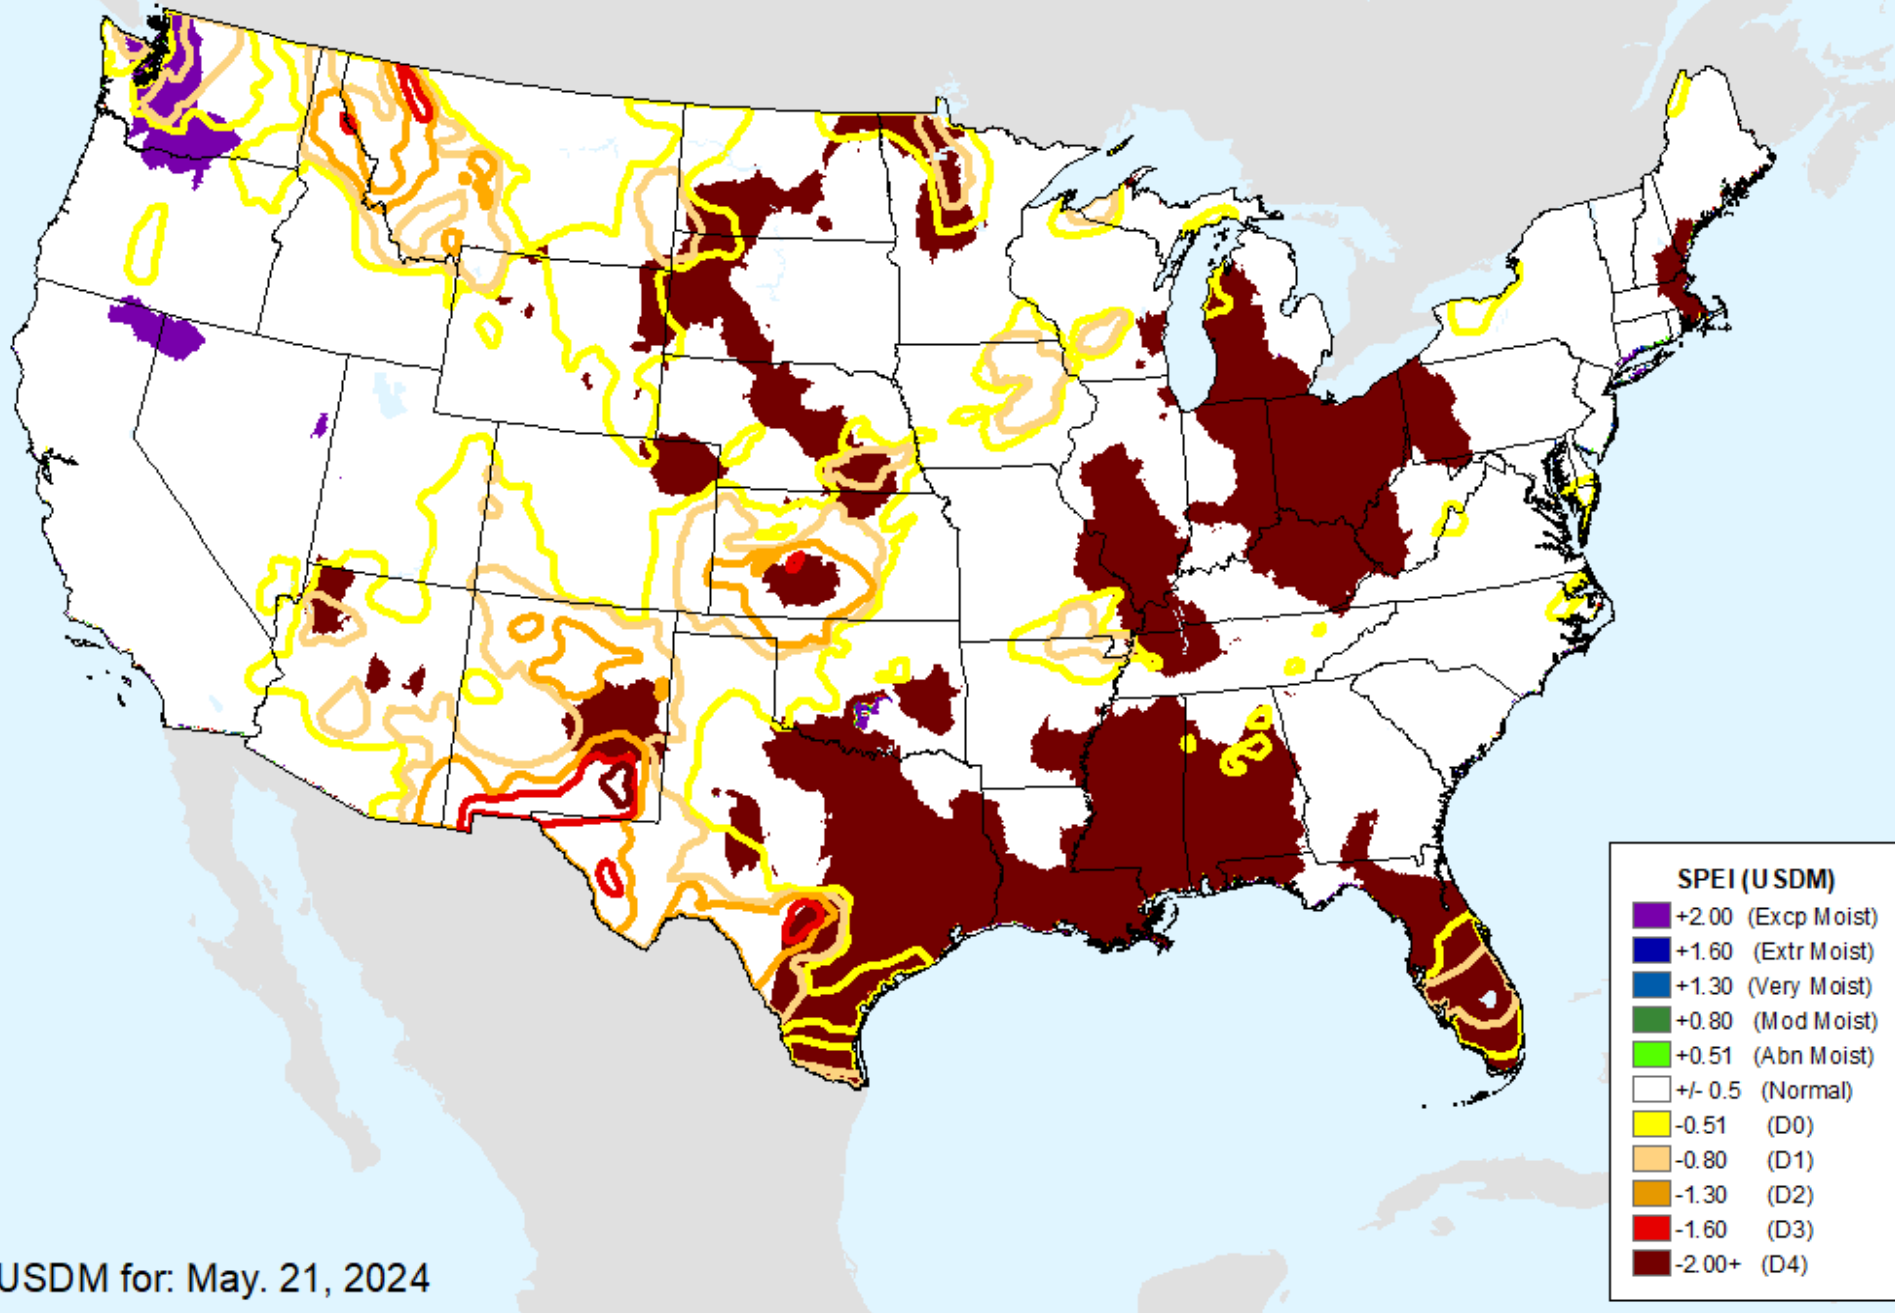 SPEI (USDM)
+2.00 (Excp Moist)
+1.60 (Extr Moist)
+1.30 (Very Moist)
+0.80 (Mod Moist)
+0.51 (Abn Moist)
+/- 0.5 (Normal)
-0.51 (D0)
-0.80 (D1)
-1.30 (D2)
-1.60 (D3)
-2.00+ (D4)
USDM for: May. 21, 2024